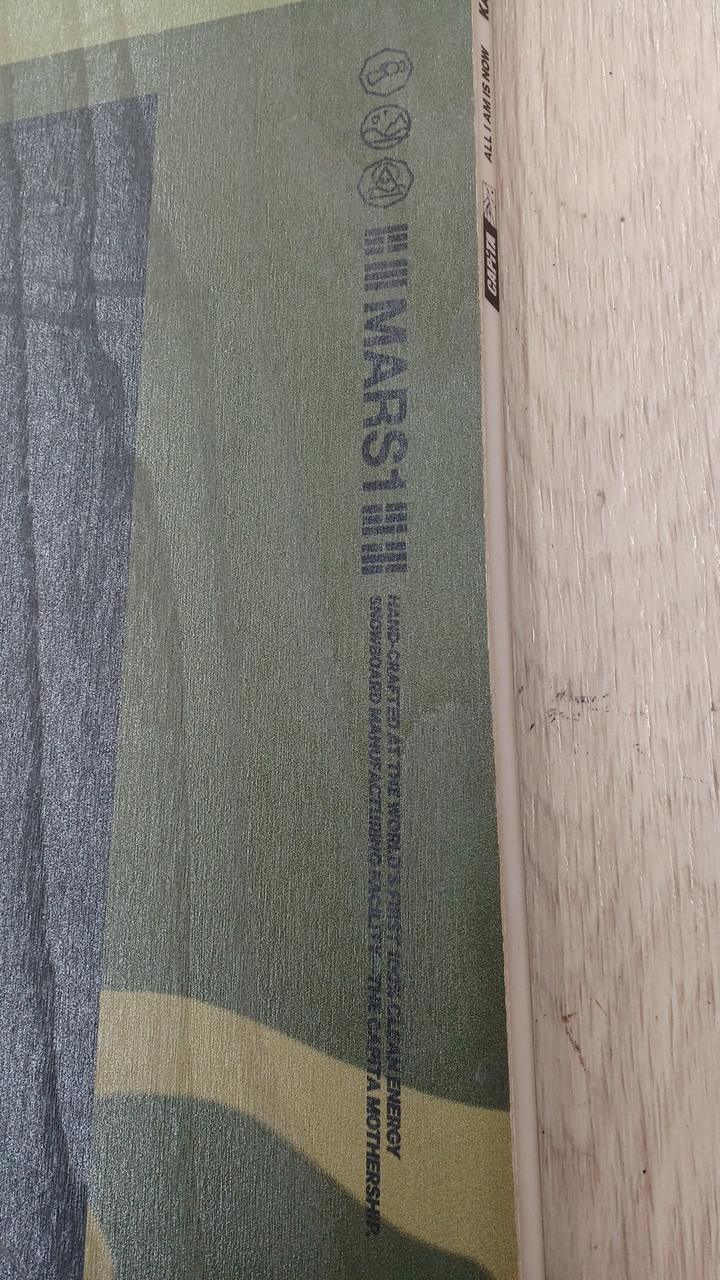 MARS1
HAND-CRAFTED AT THE WORLD'S FIRST 100% CLEAN ENERGY
SNOWBOARD MANUFACTURING FACILITY – THE CAPITA MOTHERSHIP.
CAPiTA
ALL I AM IS NOW